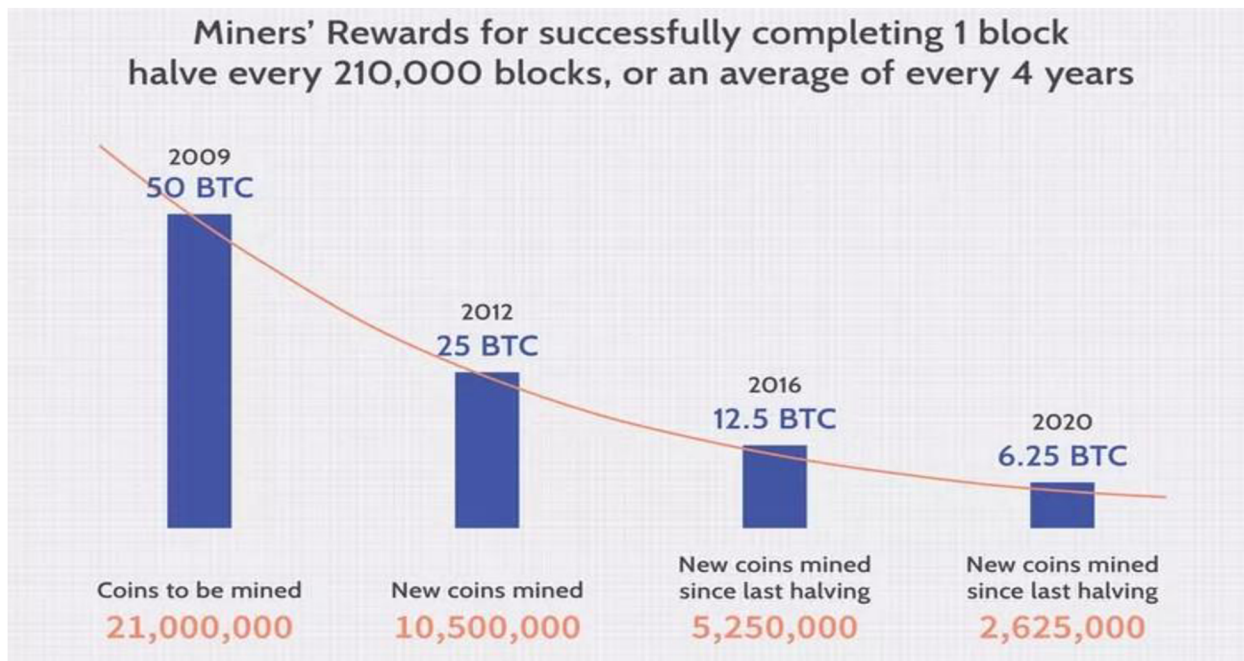 Miners’ Rewards for successfully completing 1 block
halve every 210,000 blocks, or an average of every 4 years
2009
50 BTC
2012
25 BTC
2016
12.5 BTC
2020
6.25 BTC
Coins to be mined
21,000,000
New coins mined
10,500,000
New coins mined
since last halving
5,250,000
New coins mined
since last halving
2,625,000